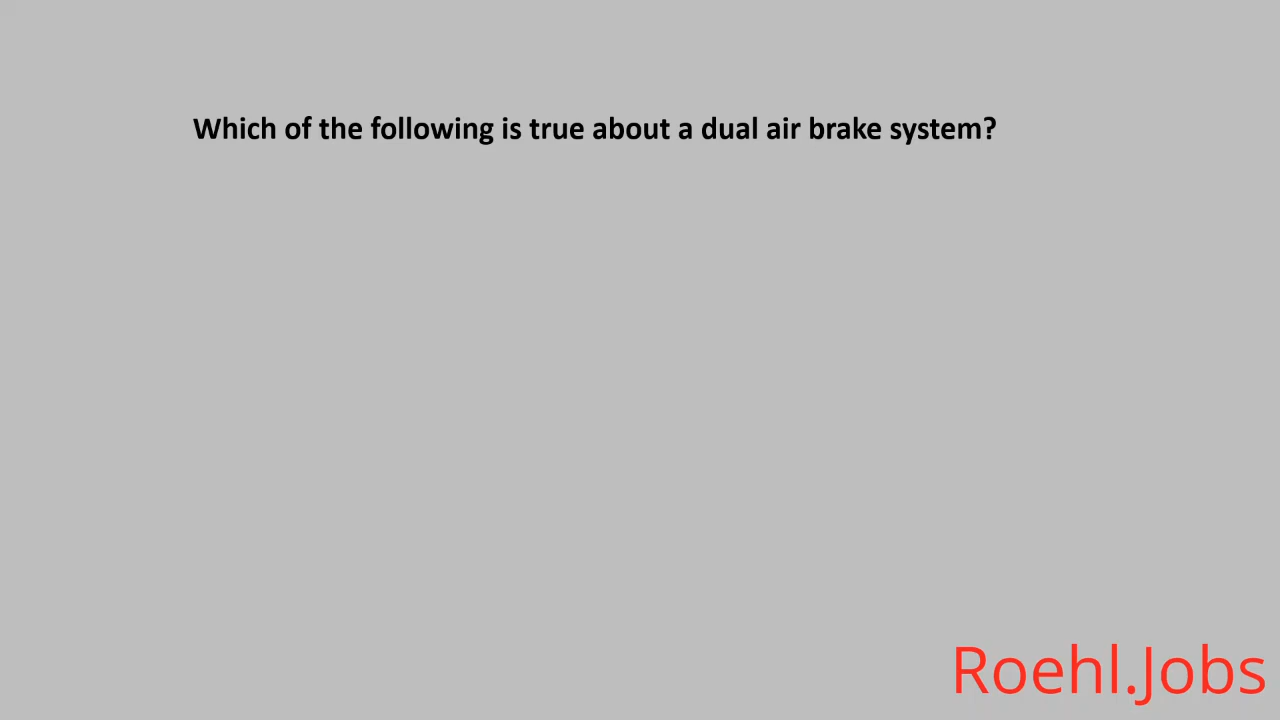 Which of the following is true about a dual air brake system?
Roehl.Jobs